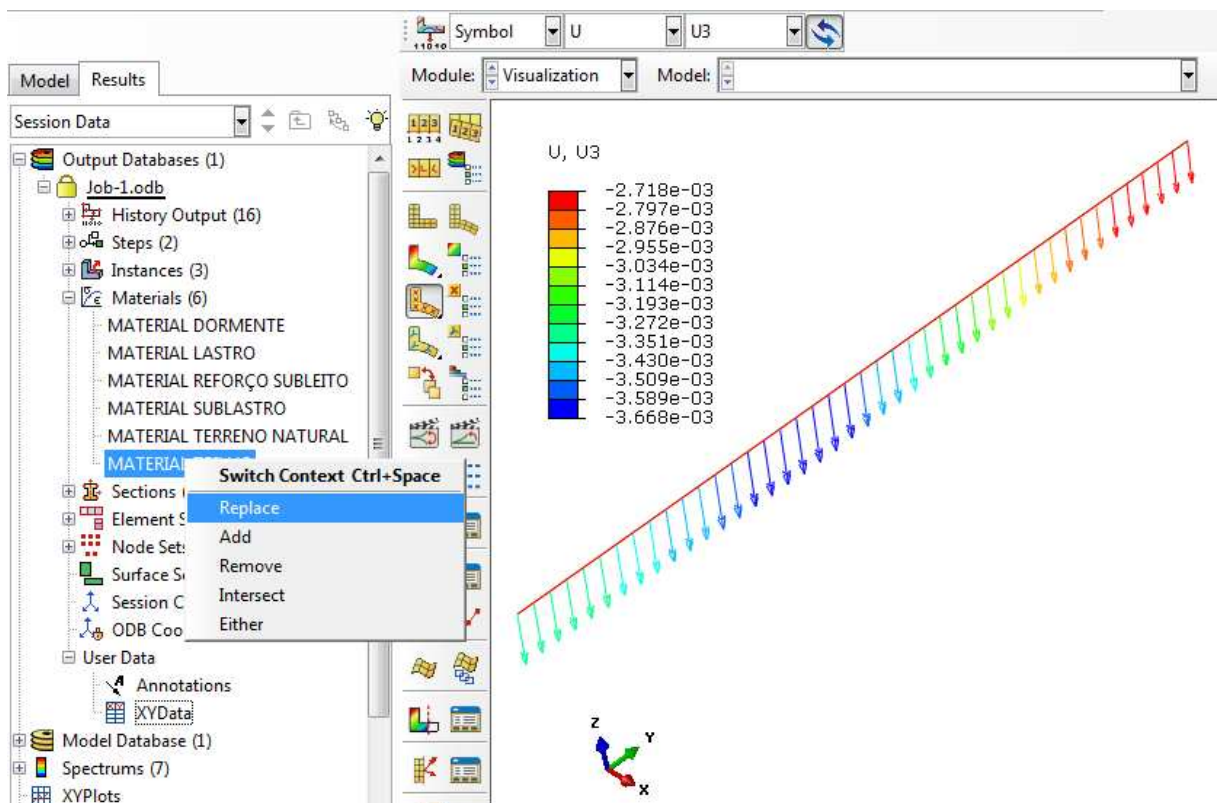 Symbol U U3
Model Results
Module: Visualization Model:
Session Data
Output Databases (1)
Job-1.odb
History Output (16)
Steps (2)
Instances (3)
Materials (6)
MATERIAL DORMENTE
MATERIAL LASTRO
MATERIAL REFORÇO SUBLEITO
MATERIAL SUBLASTRO
MATERIAL TERRENO NATURAL
MATERIAL
Sections
Element S
Node Set
Surface S
Session C
ODB Coo
User Data
Annotations
XYData
Model Database (1)
Spectrums (7)
XYPlots
Switch Context Ctrl+Space
Replace
Add
Remove
Intersect
Either
U, U3
-2.718e-03
-2.797e-03
-2.876e-03
-2.955e-03
-3.034e-03
-3.114e-03
-3.193e-03
-3.272e-03
-3.351e-03
-3.430e-03
-3.509e-03
-3.589e-03
-3.668e-03
Z
Y
X